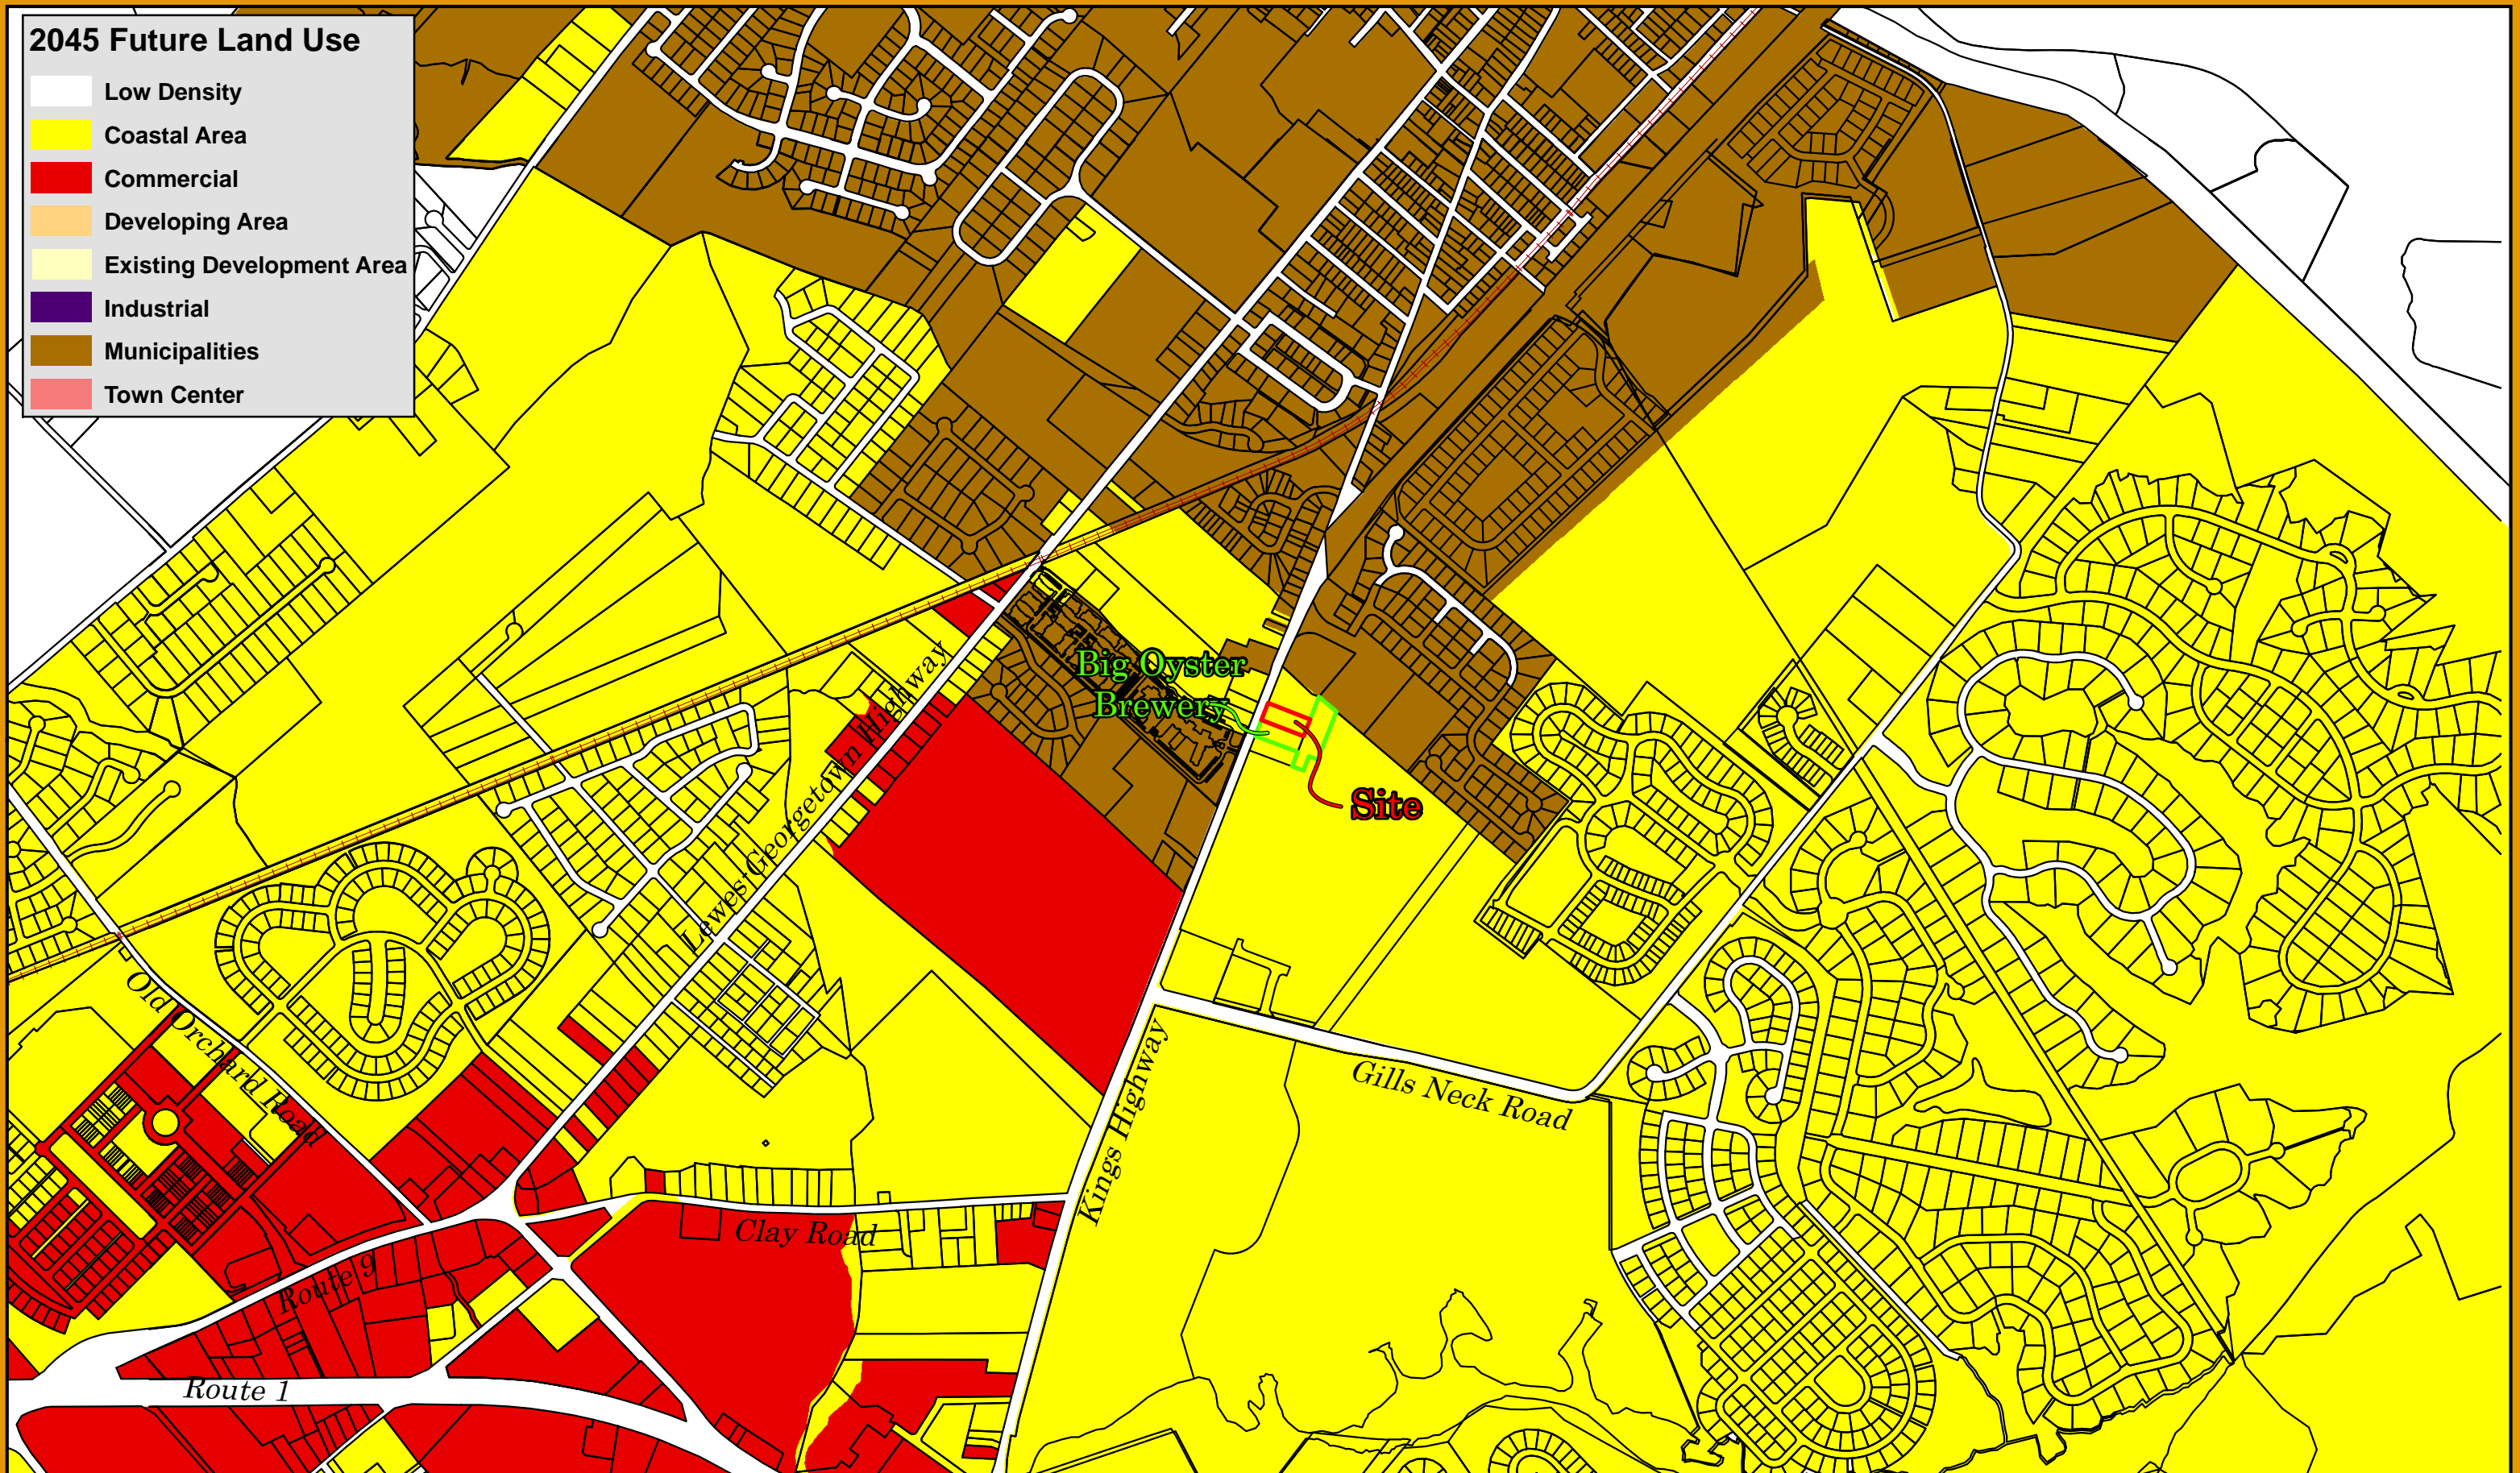 2045 Future Land Use
Low Density
Coastal Area
Commercial
Developing Area
Existing Development Area
Industrial
Municipalities
Town Center
Big Oyster
Brewery
Site
Lewes-Georgetown Highway
Old Orchard Road
Gills Neck Road
Kings Highway
Clay Road
Route 9
Route 1